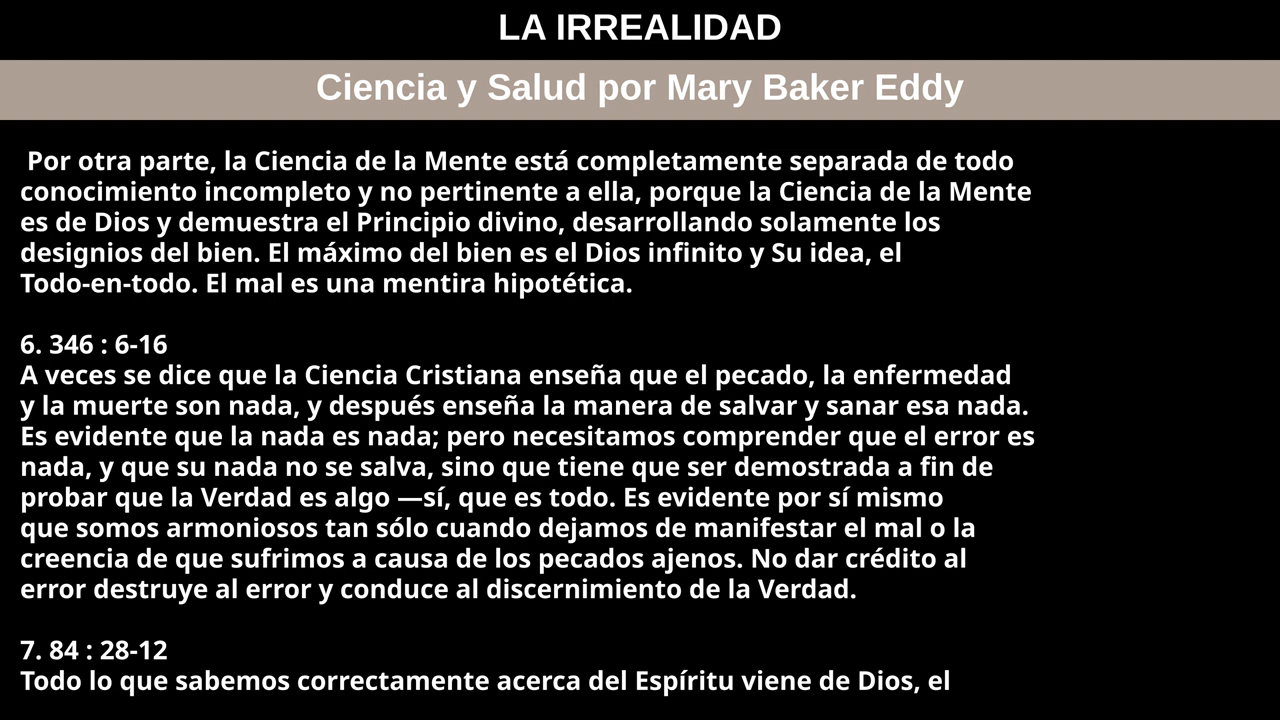 LA IRREALIDAD
Ciencia y Salud por Mary Baker Eddy
Por otra parte, la Ciencia de la Mente está completamente separada de todo
conocimiento incompleto y no pertinente a ella, porque la Ciencia de la Mente
es de Dios y demuestra el Principio divino, desarrollando solamente los
designios del bien. El máximo del bien es el Dios infinito y Su idea, el
Todo-en-todo. El mal es una mentira hipotética.
6. 346 : 6-16
A veces se dice que la Ciencia Cristiana enseña que el pecado, la enfermedad
y la muerte son nada, y después enseña la manera de salvar y sanar esa nada.
Es evidente que la nada es nada; pero necesitamos comprender que el error es
nada, y que su nada no se salva, sino que tiene que ser demostrada a fin de
probar que la Verdad es algo —sí, que es todo. Es evidente por sí mismo
que somos armoniosos tan sólo cuando dejamos de manifestar el mal o la
creencia de que sufrimos a causa de los pecados ajenos. No dar crédito al
error destruye al error y conduce al discernimiento de la Verdad.
7. 84 : 28-12
Todo lo que sabemos correctamente acerca del Espíritu viene de Dios, el